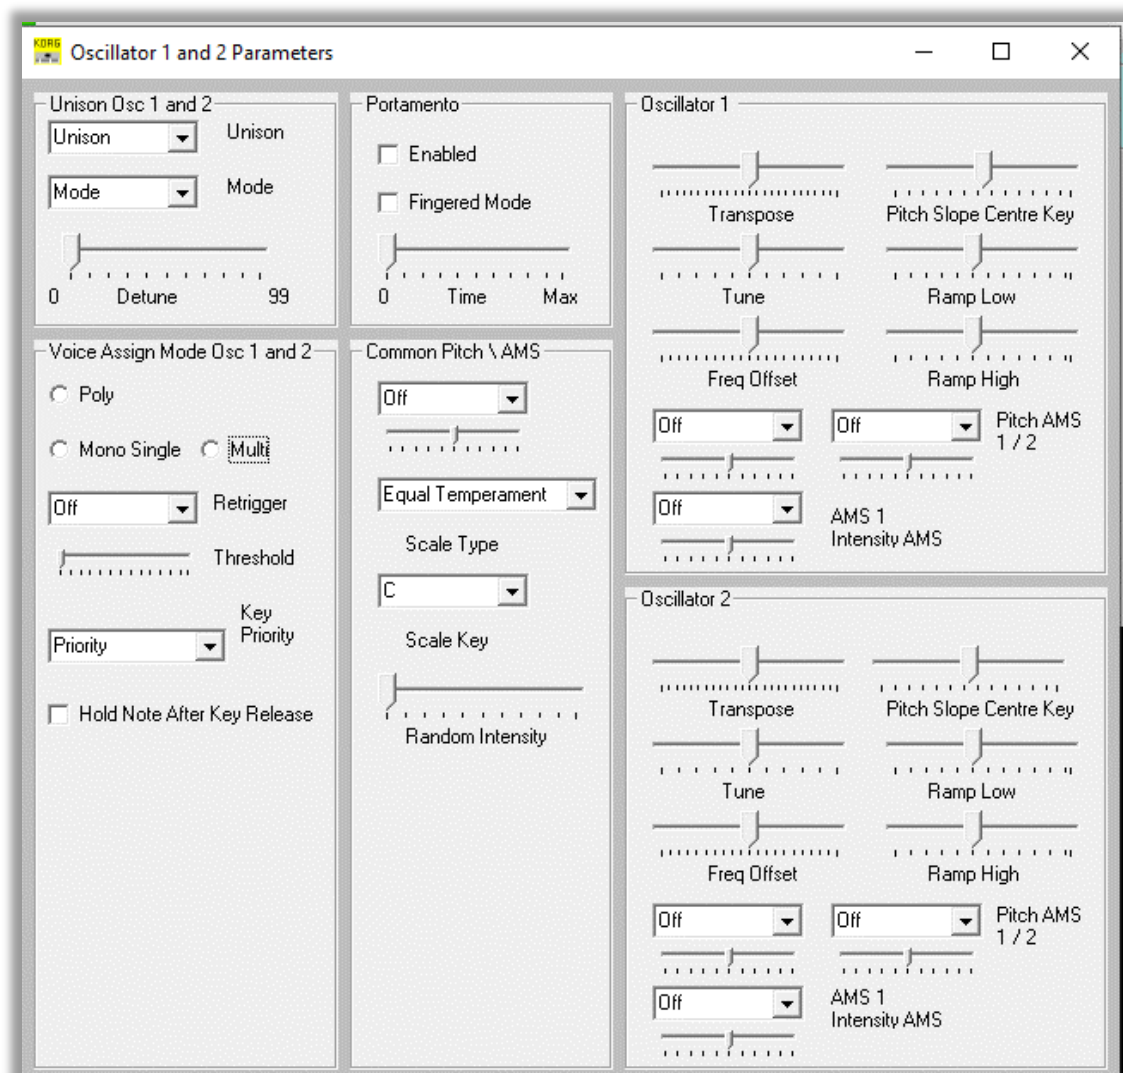 KORG
Oscillator 1 and 2 Parameters
Unison Osc 1 and 2
Unison
Unison
Mode
Mode
0 Detune 99
Portamento
Enabled
Fingered Mode
0 Time Max
Voice Assign Mode Osc 1 and 2
Poly
Mono Single
Multi
Off
Retrigger
Threshold
Key
Priority
Priority
Hold Note After Key Release
Common Pitch \ AMS
Off
Equal Temperament
Scale Type
C
Scale Key
Random Intensity
Oscillator 1
Transpose
Pitch Slope Centre Key
Tune
Ramp Low
Freq Offset
Ramp High
Off
Off
Pitch AMS
1 / 2
Off
AMS 1
Intensity AMS
Oscillator 2
Transpose
Pitch Slope Centre Key
Tune
Ramp Low
Freq Offset
Ramp High
Off
Off
Pitch AMS
1 / 2
Off
AMS 1
Intensity AMS